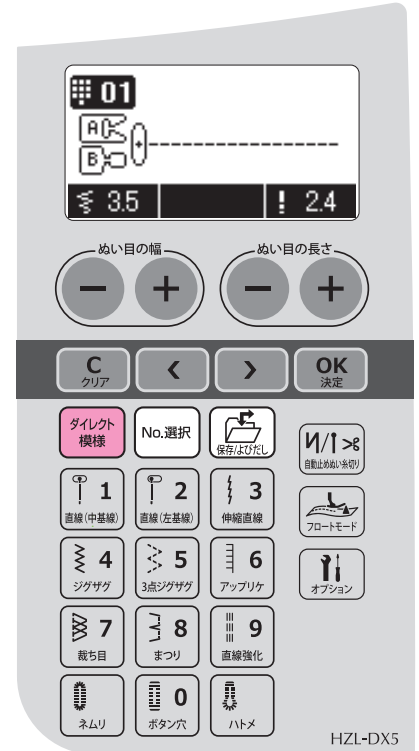 01
A
B
3.5
2.4
ぬい目の幅 ぬい目の長さ
− + − +
C
クリア
< >
OK
決定
ダイレクト
模様
No.選択
保存/よびだし
自動止めぬい糸切り
1
直線(中基線)
2
直線(左基線)
3
伸縮直線
フロートモード
4
ジグザグ
5
3点ジグザグ
6
アップリケ
オプション
7
裁ち目
8
まつり
9
直線強化
ネムリ
0
ボタン穴
ハトメ
HZL-DX5